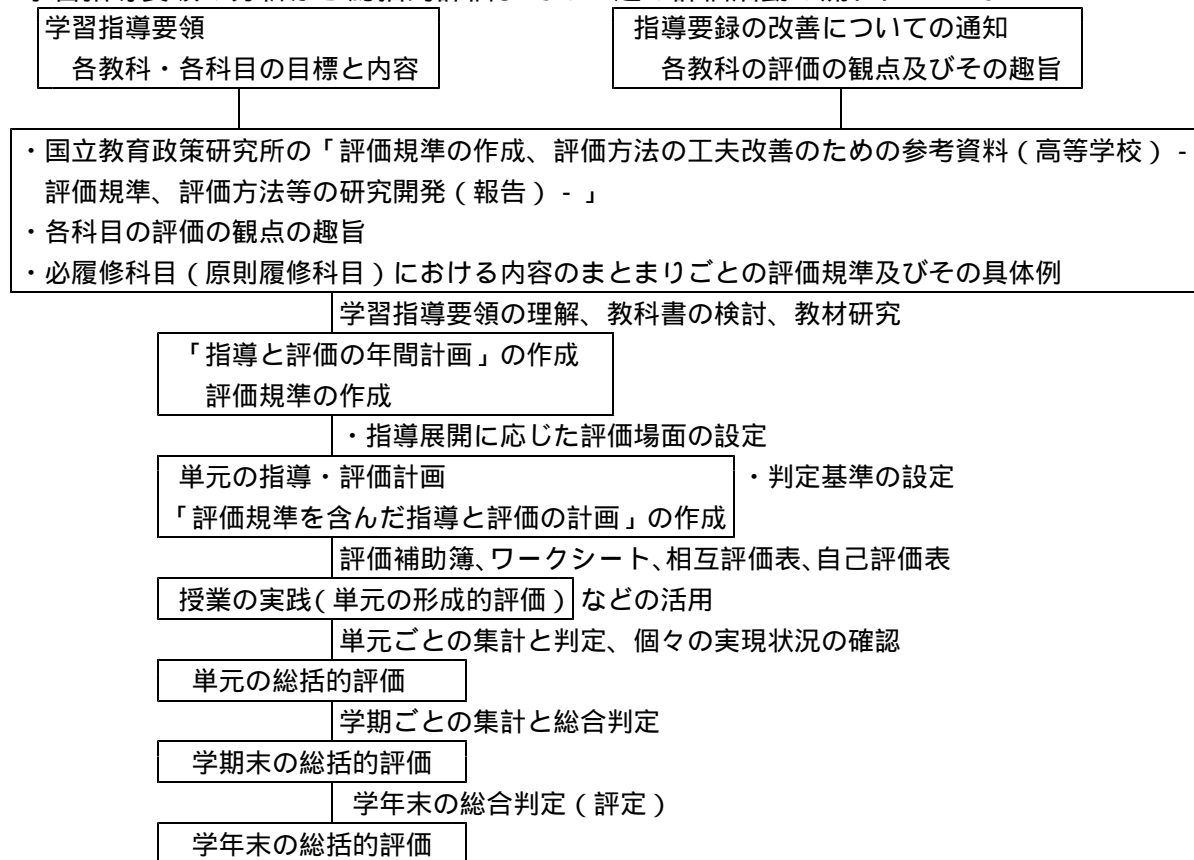 学習指導要領
指導要録の改善についての通知
各教科・各科目の目標と内容
各教科の評価の観点及びその趣旨
・国立教育政策研究所の「評価規準の作成、評価方法の工夫改善のための参考資料(高等学校)-
評価規準、評価方法等の研究開発(報告)-」
・各科目の評価の観点の趣旨
・必履修科目(原則履修科目)における内容のまとまりごとの評価規準及びその具体例
学習指導要領の理解、教科書の検討、教材研究
「指導と評価の年間計画」の作成
評価規準の作成
・指導展開に応じた評価場面の設定
単元の指導・評価計画
・判定基準の設定
「評価規準を含んだ指導と評価の計画」の作成
評価補助簿、ワークシート、相互評価表、自己評価表
授業の実践(単元の形成的評価)などの活用
単元ごとの集計と判定、個々の実現状況の確認
単元の総括的評価
学期ごとの集計と総合判定
学期末の総括的評価
学年末の総合判定(評定)
学年末の総括的評価